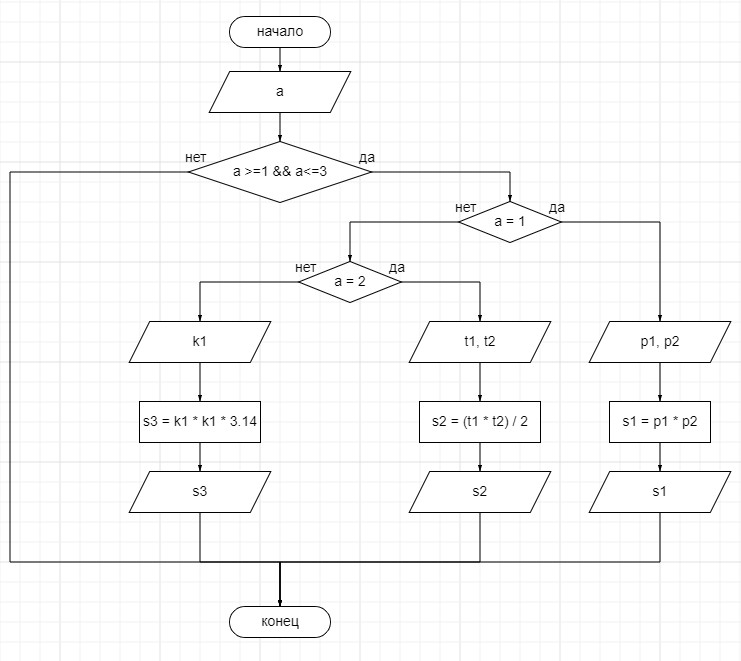 начало
a
нет
да
a >=1 && a<=3
нет
да
a = 1
нет
да
a = 2
k1
t1, t2
p1, p2
s3 = k1 * k1 * 3.14
s2 = (t1 * t2) / 2
s1 = p1 * p2
s3
s2
s1
конец